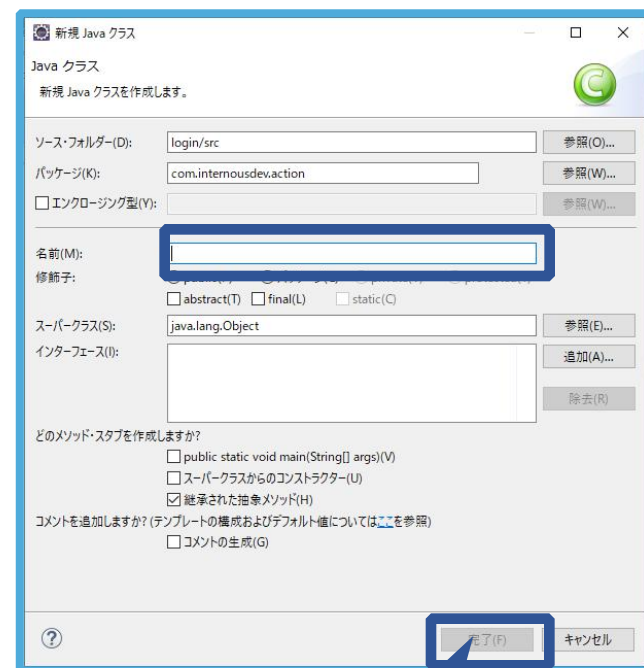 新規 Java クラス
Java クラス
新規 Java クラスを作成します。
ソース・フォルダー(D): login/src 参照(O)...
パッケージ(K): com.internousdev.action 参照(W)...
エンクロージング型(Y): 参照(W)...
名前(M):
修飾子:
abstract(T) final(L) static(C)
スーパークラス(S): java.lang.Object 参照(E)...
インターフェース(I): 追加(A)...
除去(R)
どのメソッド・スタブを作成しますか?
public static void main(String[] args)(V)
スーパークラスからのコンストラクター(U)
継承された抽象メソッド(H)
コメントを追加しますか? (テンプレートの構成およびデフォルト値についてはここを参照)
コメントの生成(G)
完了(F) キャンセル